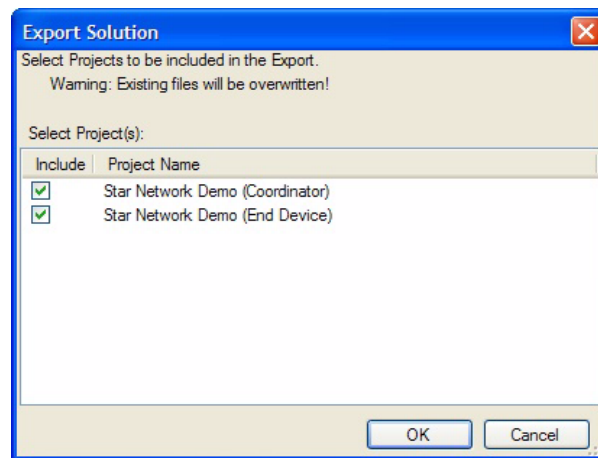 Export Solution
Select Projects to be included in the Export.
Warning: Existing files will be overwritten!
Select Project(s):
Include Project Name
Star Network Demo (Coordinator)
Star Network Demo (End Device)
OK Cancel